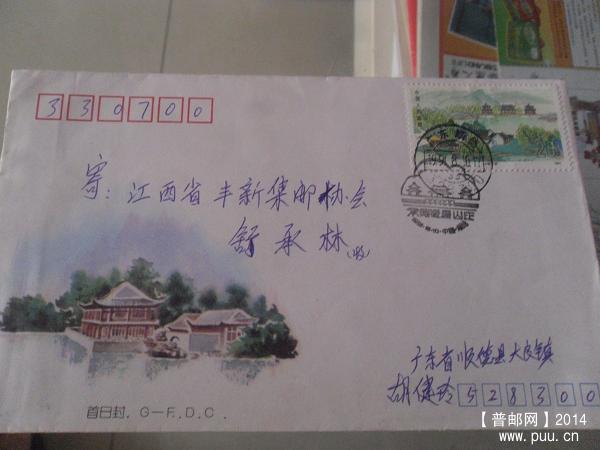 330700
寄：江西省丰新集邮协会
舒承林（收）
广东省顺德县大良镇
胡健玲 528300
首日封．G—F．D．C．
【普邮网】2014
www.puu.cn